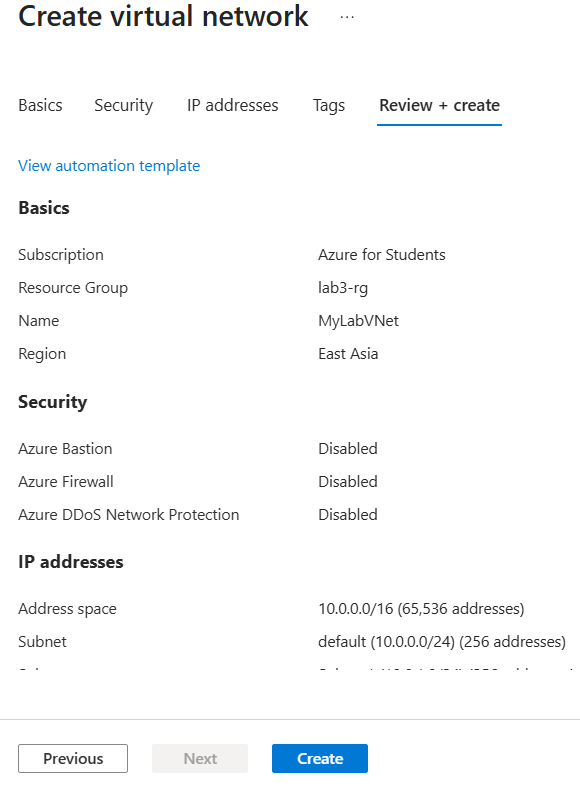 Create virtual network ...
Basics Security IP addresses Tags Review + create
View automation template
Basics
Subscription Azure for Students
Resource Group lab3-rg
Name MyLabVNet
Region East Asia
Security
Azure Bastion Disabled
Azure Firewall Disabled
Azure DDoS Network Protection Disabled
IP addresses
Address space 10.0.0.0/16 (65,536 addresses)
Subnet default (10.0.0.0/24) (256 addresses)
Previous Next Create